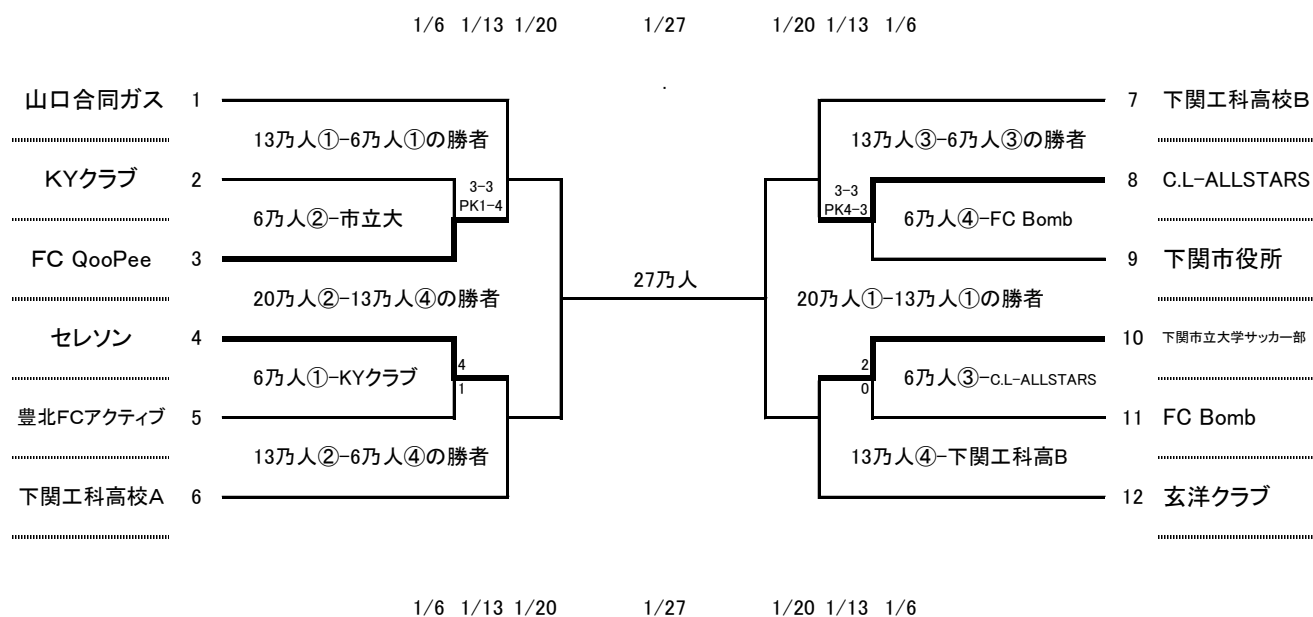 1/6 1/13 1/20 1/27 1/20 1/13 1/6
山口合同ガス 1
13乃人①-6乃人①の勝者
KYクラブ 2
3-3
PK1-4
6乃人②-市立大
FC QooPee 3
20乃人②-13乃人④の勝者
セレソン 4
4
6乃人①-KYクラブ
1
豊北FCアクティブ 5
13乃人②-6乃人④の勝者
下関工科高校A 6
27乃人
7 下関工科高校B
13乃人③-6乃人③の勝者
8 C.L-ALLSTARS
3-3
PK4-3
6乃人④-FC Bomb
9 下関市役所
20乃人①-13乃人①の勝者
10 下関市立大学サッカー部
2
6乃人③-C.L-ALLSTARS
0
11 FC Bomb
13乃人④-下関工科高B
12 玄洋クラブ
1/6 1/13 1/20 1/27 1/20 1/13 1/6